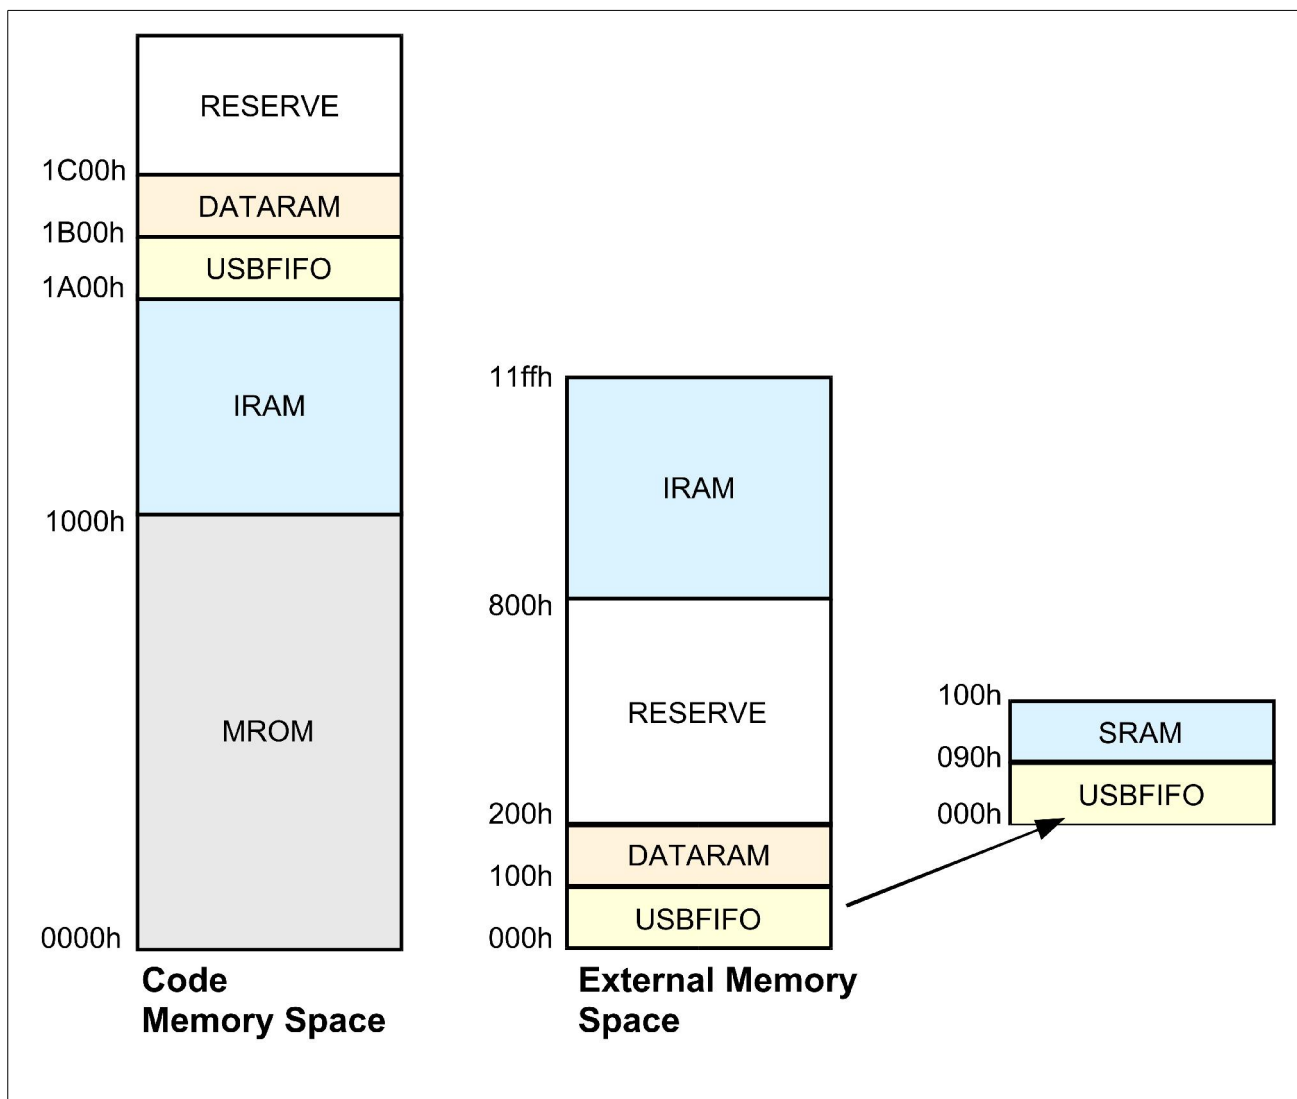 RESERVE
1C00h
DATARAM
1B00h
USBFIFO
1A00h
IRAM
1000h
MROM
0000h
Code
Memory Space
11ffh
IRAM
800h
RESERVE
200h
DATARAM
100h
USBFIFO
000h
External Memory
Space
100h
SRAM
090h
USBFIFO
000h